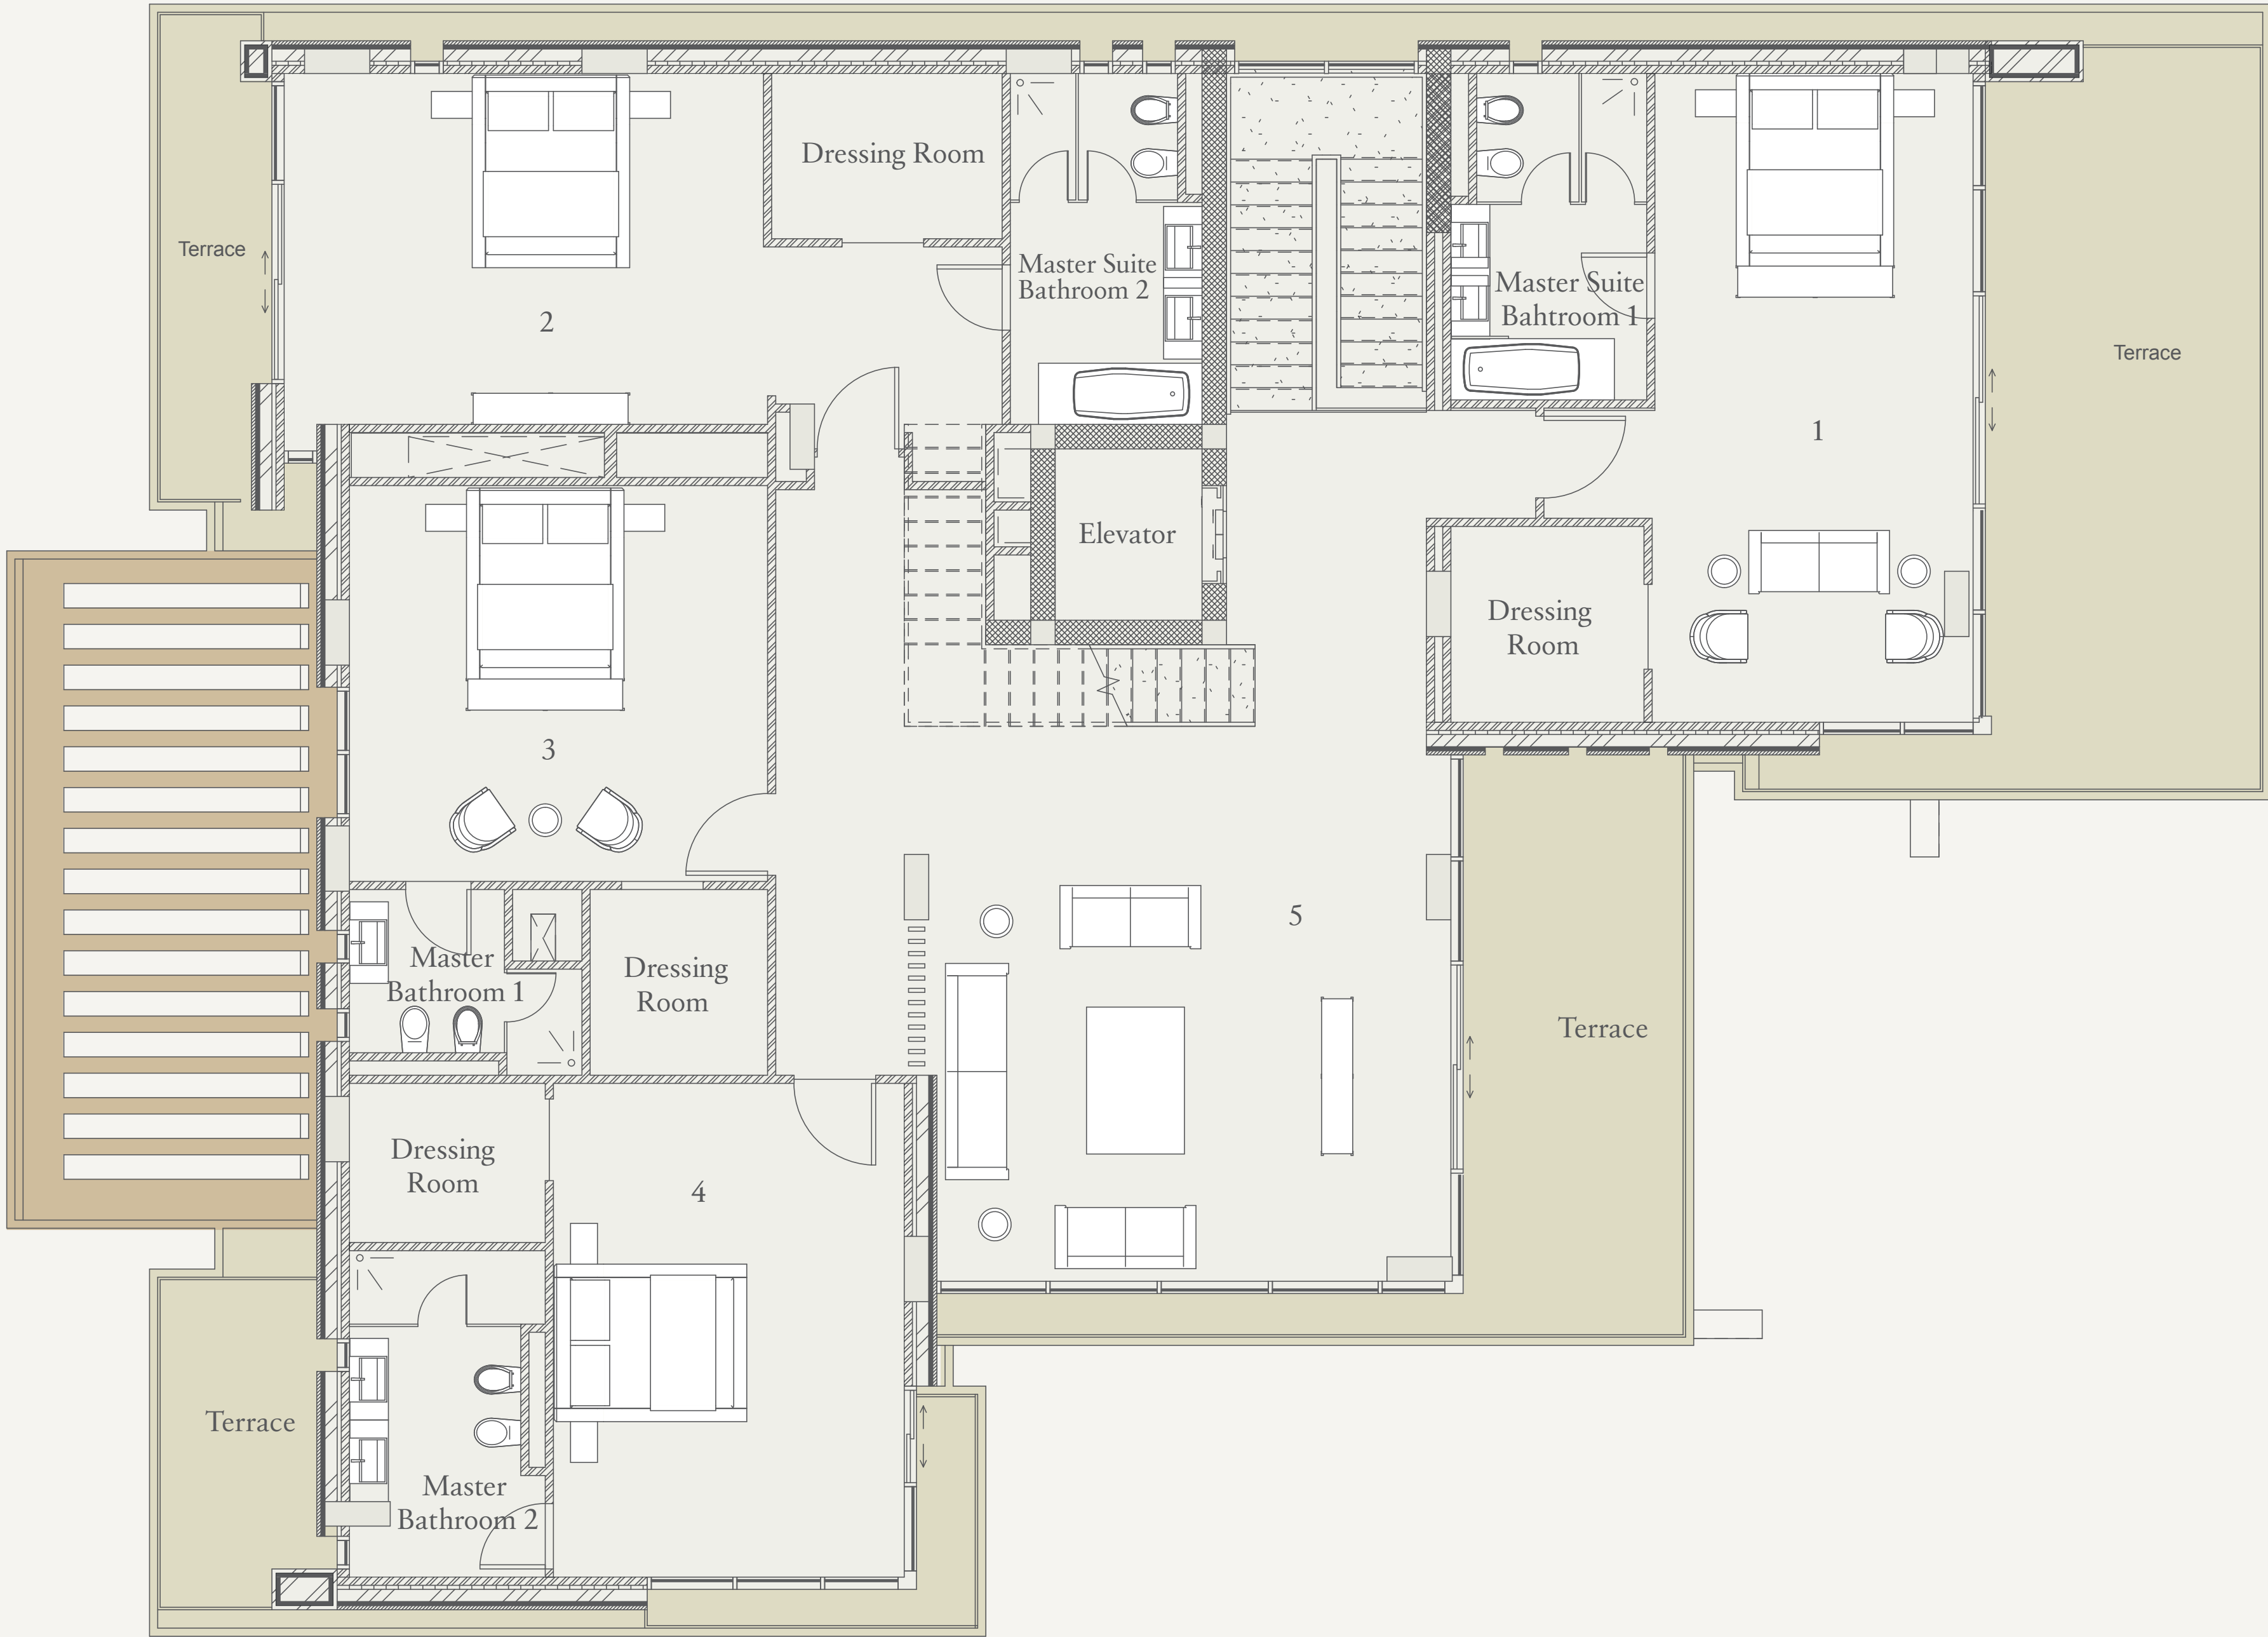 Dressing Room
Terrace
2
Master Suite
Bathroom 2
Master Suite
Bahtroom 1
Terrace
1
Elevator
Dressing
Room
3
5
Master
Bathroom 1
Dressing
Room
Terrace
Dressing
Room
4
Terrace
Master
Bathroom 2